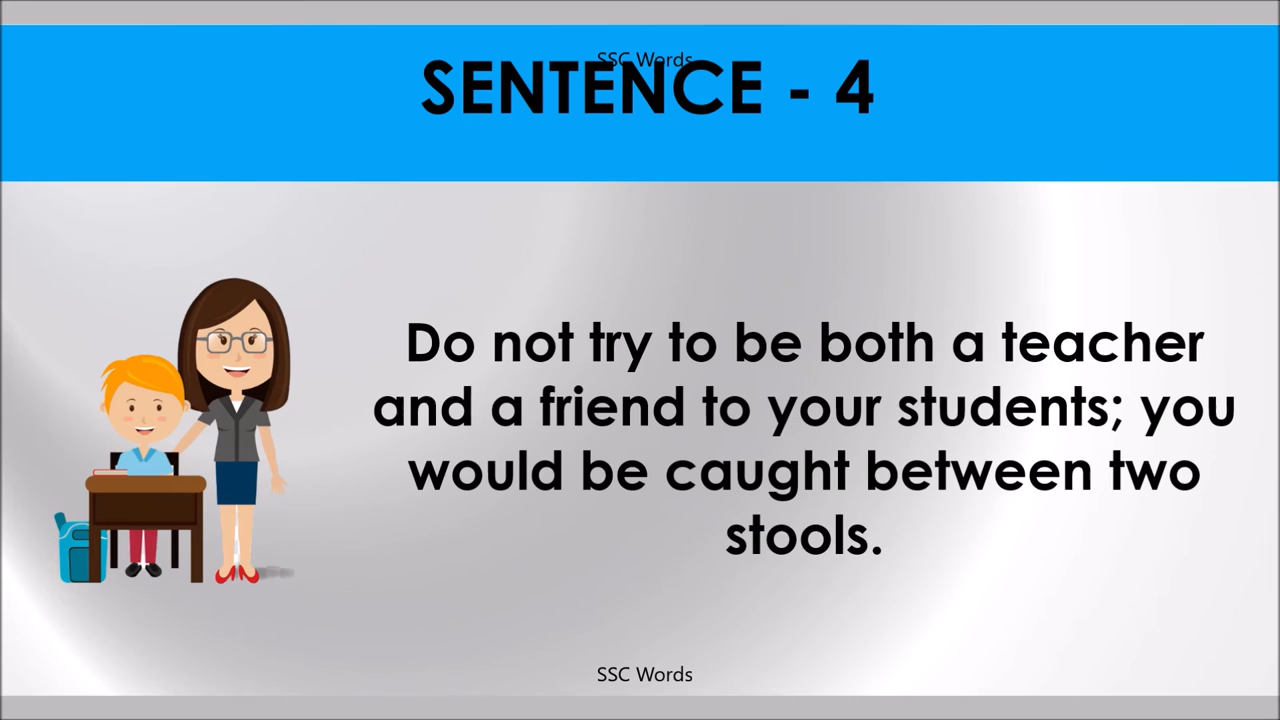 SSC Words
SENTENCE - 4
Do not try to be both a teacher
and a friend to your students; you
would be caught between two
stools.
SSC Words